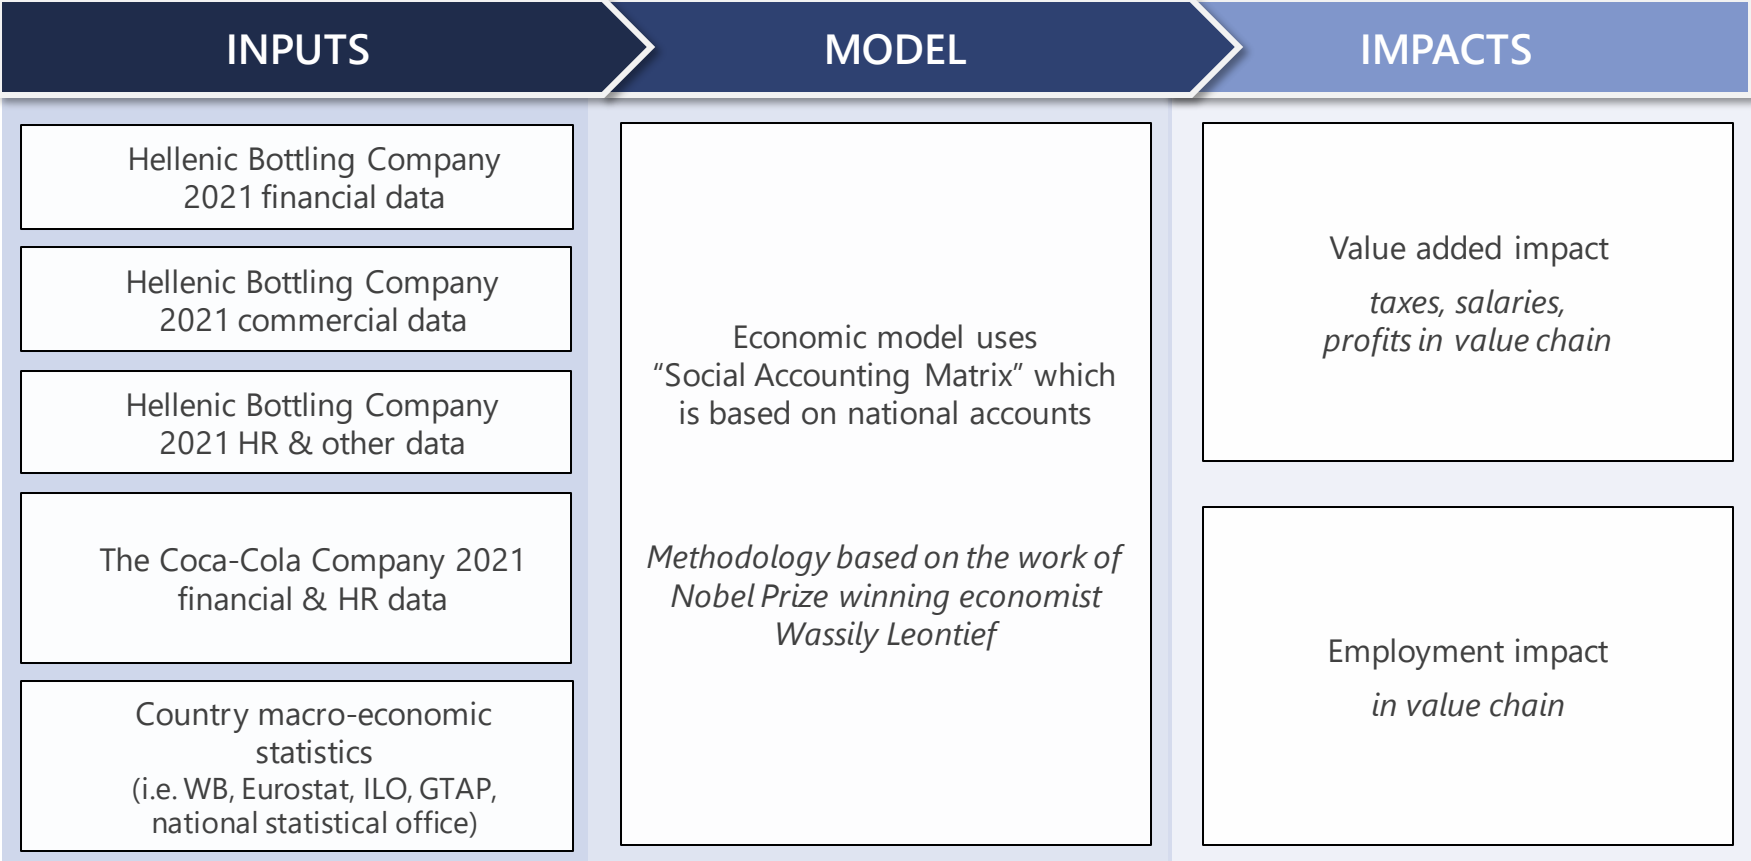 INPUTS
MODEL
IMPACTS
Hellenic Bottling Company
2021 financial data
Hellenic Bottling Company
2021 commercial data
Hellenic Bottling Company
2021 HR & other data
The Coca-Cola Company 2021
financial & HR data
Country macro-economic
statistics
(i.e. WB, Eurostat, ILO, GTAP,
national statistical office)
Economic model uses
“Social Accounting Matrix” which
is based on national accounts
Methodology based on the work of
Nobel Prize winning economist
Wassily Leontief
Value added impact
taxes, salaries,
profits in value chain
Employment impact
in value chain